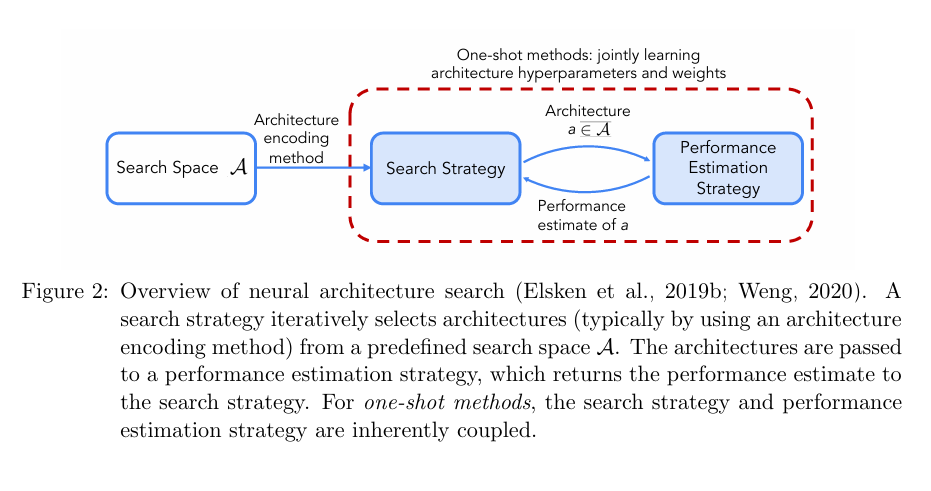 One-shot methods: jointly learning
architecture hyperparameters and weights
Architecture
encoding
method
Search Space 𝒜
Search Strategy
Architecture
a ∈ 𝒜
Performance
Estimation
Strategy
Performance
estimate of a
Figure 2: Overview of neural architecture search (Elsken et al., 2019b; Weng, 2020). A
search strategy iteratively selects architectures (typically by using an architecture
encoding method) from a predefined search space 𝒜. The architectures are passed
to a performance estimation strategy, which returns the performance estimate to
the search strategy. For one-shot methods, the search strategy and performance
estimation strategy are inherently coupled.